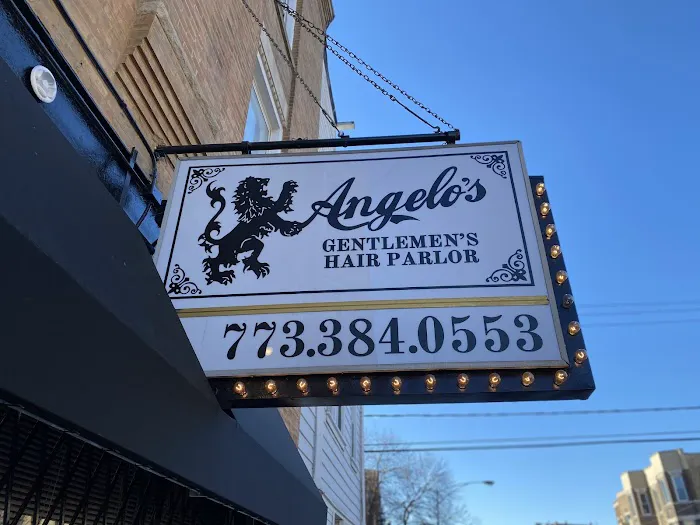 Angelo's
GENTLEMEN'S
HAIR PARLOR
773.384.0553